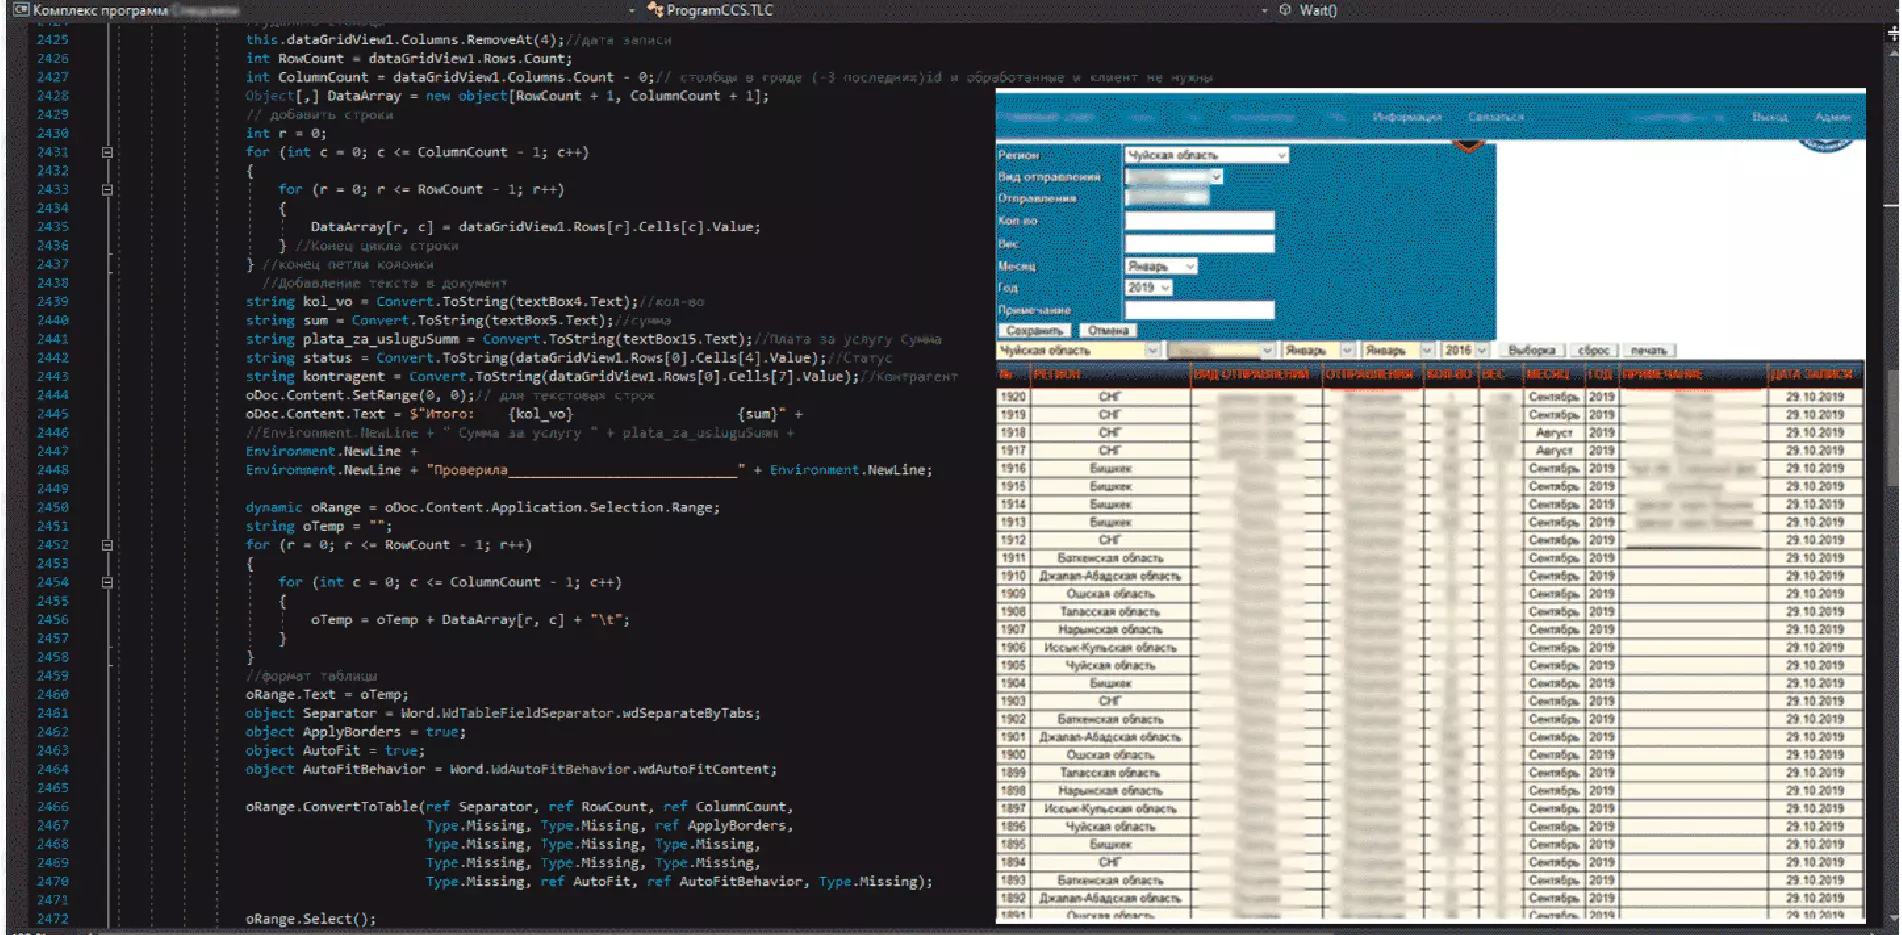 Комплекс программ
ProgramCCS.TLC
Wait()
2425 this.dataGridView1.Columns.RemoveAt(4);//дата записи
2426 int RowCount = dataGridView1.Rows.Count;
2427 int ColumnCount = dataGridView1.Columns.Count - 0;// столбцы в гриде (-3 последних)id и обработанные и клиент не нужны
2428 Object[,] DataArray = new object[RowCount + 1, ColumnCount + 1];
2429 // добавить строки
2430 int r = 0;
2431 for (int c = 0; c <= ColumnCount - 1; c++)
2432 {
2433 for (r = 0; r <= RowCount - 1; r++)
2434 {
2435 DataArray[r, c] = dataGridView1.Rows[r].Cells[c].Value;
2436 } //Конец цикла строки
2437 } //конец петли колонки
2438 //Добавление текста в документ
2439 string kol_vo = Convert.ToString(textBox4.Text);//кол-во
2440 string sum = Convert.ToString(textBox5.Text);//сумма
2441 string plata_za_usluguSumm = Convert.ToString(textBox15.Text);//Плата за услугу Сумма
2442 string status = Convert.ToString(dataGridView1.Rows[0].Cells[4].Value);//Статус
2443 string kontragent = Convert.ToString(dataGridView1.Rows[0].Cells[7].Value);//Контрагент
2444 oDoc.Content.SetRange(0, 0);// для текстовых строк
2445 oDoc.Content.Text = $"Итого: {kol_vo} {sum}" +
2446 //Environment.NewLine + " Сумма за услугу " + plata_za_usluguSumm +
2447 Environment.NewLine +
2448 Environment.NewLine + "Проверила____________________________" + Environment.NewLine;
2449
2450 dynamic oRange = oDoc.Content.Application.Selection.Range;
2451 string oTemp = "";
2452 for (r = 0; r <= RowCount - 1; r++)
2453 {
2454 for (int c = 0; c <= ColumnCount - 1; c++)
2455 {
2456 oTemp = oTemp + DataArray[r, c] + "\t";
2457 }
2458 }
2459 //формат таблицы
2460 oRange.Text = oTemp;
2461 object Separator = Word.WdTableFieldSeparator.wdSeparateByTabs;
2462 object ApplyBorders = true;
2463 object AutoFit = true;
2464 object AutoFitBehavior = Word.WdAutoFitBehavior.wdAutoFitContent;
2465
2466 oRange.ConvertToTable(ref Separator, ref RowCount, ref ColumnCount,
2467 Type.Missing, Type.Missing, ref ApplyBorders,
2468 Type.Missing, Type.Missing, Type.Missing,
2469 Type.Missing, Type.Missing, Type.Missing,
2470 Type.Missing, ref AutoFit, ref AutoFitBehavior, Type.Missing);
2471
2472 oRange.Select();
Информация Связаться Выход Админ
Регион Чуйская область
Вид отправлений
Отправления
Кол-во
Вес
Месяц Январь
Год 2019
Примечание
Сохранить Отмена
Чуйская область Январь Январь 2016 Выборка сброс печать
№ РЕГИОН ВИД ОТПРАВЛЕНИЙ ОТПРАВЛЕНИЯ КОЛ-ВО ВЕС МЕСЯЦ ГОД ПРИМЕЧАНИЕ ДАТА ЗАПИСИ
1920 СНГ Сентябрь 2019 29.10.2019
1919 СНГ Сентябрь 2019 29.10.2019
1918 СНГ Август 2019 29.10.2019
1917 СНГ Август 2019 29.10.2019
1916 Бишкек Сентябрь 2019 29.10.2019
1915 Бишкек Сентябрь 2019 29.10.2019
1914 Бишкек Сентябрь 2019 29.10.2019
1913 Бишкек Сентябрь 2019 29.10.2019
1912 СНГ Сентябрь 2019 29.10.2019
1911 Баткенская область Сентябрь 2019 29.10.2019
1910 Джалал-Абадская область Сентябрь 2019 29.10.2019
1909 Ошская область Сентябрь 2019 29.10.2019
1908 Таласская область Сентябрь 2019 29.10.2019
1907 Нарынская область Сентябрь 2019 29.10.2019
1906 Иссык-Кульская область Сентябрь 2019 29.10.2019
1905 Чуйская область Сентябрь 2019 29.10.2019
1904 Бишкек Сентябрь 2019 29.10.2019
1903 СНГ Сентябрь 2019 29.10.2019
1902 Баткенская область Сентябрь 2019 29.10.2019
1901 Джалал-Абадская область Сентябрь 2019 29.10.2019
1900 Ошская область Сентябрь 2019 29.10.2019
1899 Таласская область Сентябрь 2019 29.10.2019
1898 Нарынская область Сентябрь 2019 29.10.2019
1897 Иссык-Кульская область Сентябрь 2019 29.10.2019
1896 Чуйская область Сентябрь 2019 29.10.2019
1895 Бишкек Сентябрь 2019 29.10.2019
1894 СНГ Сентябрь 2019 29.10.2019
1893 Баткенская область Сентябрь 2019 29.10.2019
1892 Джалал-Абадская область Сентябрь 2019 29.10.2019
1891 Ошская область Сентябрь 2019 29.10.2019